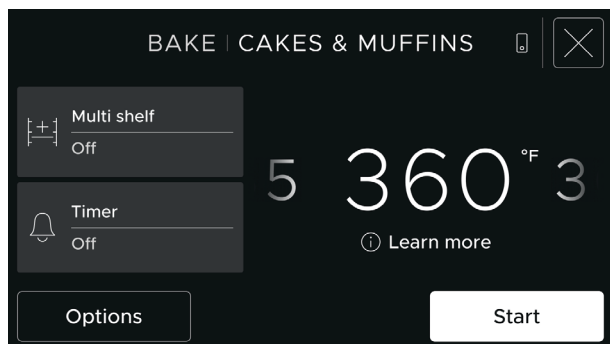 BAKE | CAKES & MUFFINS
Multi shelf
Off
5 360 °F 3
Timer
Off
Learn more
Options
Start